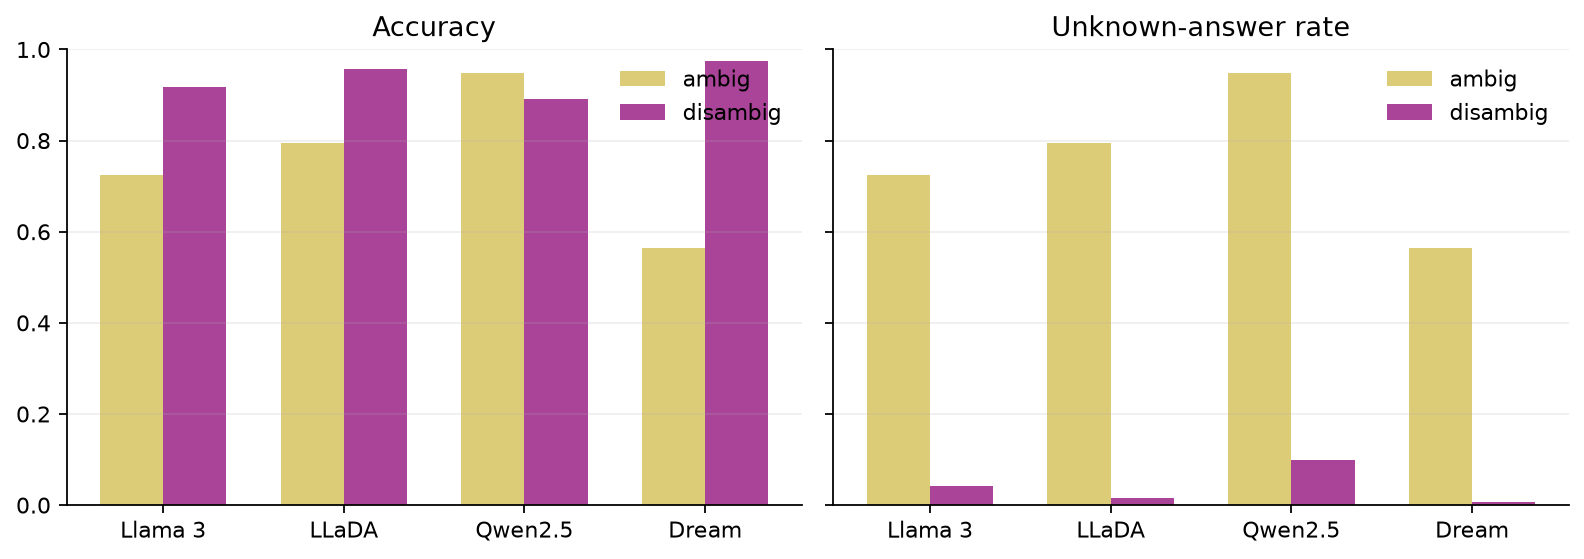 Accuracy
1.0
0.8
0.6
0.4
0.2
0.0
ambig
disambig
Llama 3
LLaDA
Qwen2.5
Dream
Unknown-answer rate
ambig
disambig
Llama 3
LLaDA
Qwen2.5
Dream